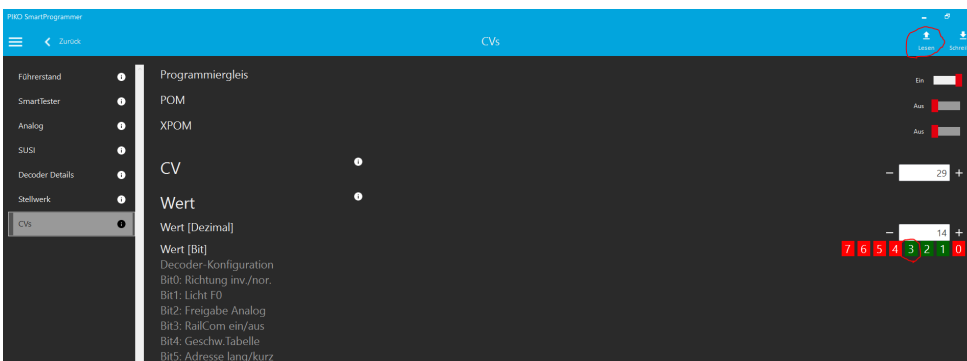 PIKO SmartProgrammer
Zurück
CVs
Lesen
Führerstand
SmartTester
Analog
SUSI
Decoder Details
Stellwerk
CVs
Programmiergleis
Ein
POM
Aus
XPOM
Aus
CV
29
Wert
Wert [Dezimal]
14
Wert [Bit]
7 6 5 4 3 2 1 0
Decoder-Konfiguration
Bit0: Richtung inv./nor.
Bit1: Licht F0
Bit2: Freigabe Analog
Bit3: RailCom ein/aus
Bit4: Geschw.Tabelle
Bit5: Adresse lang/kurz